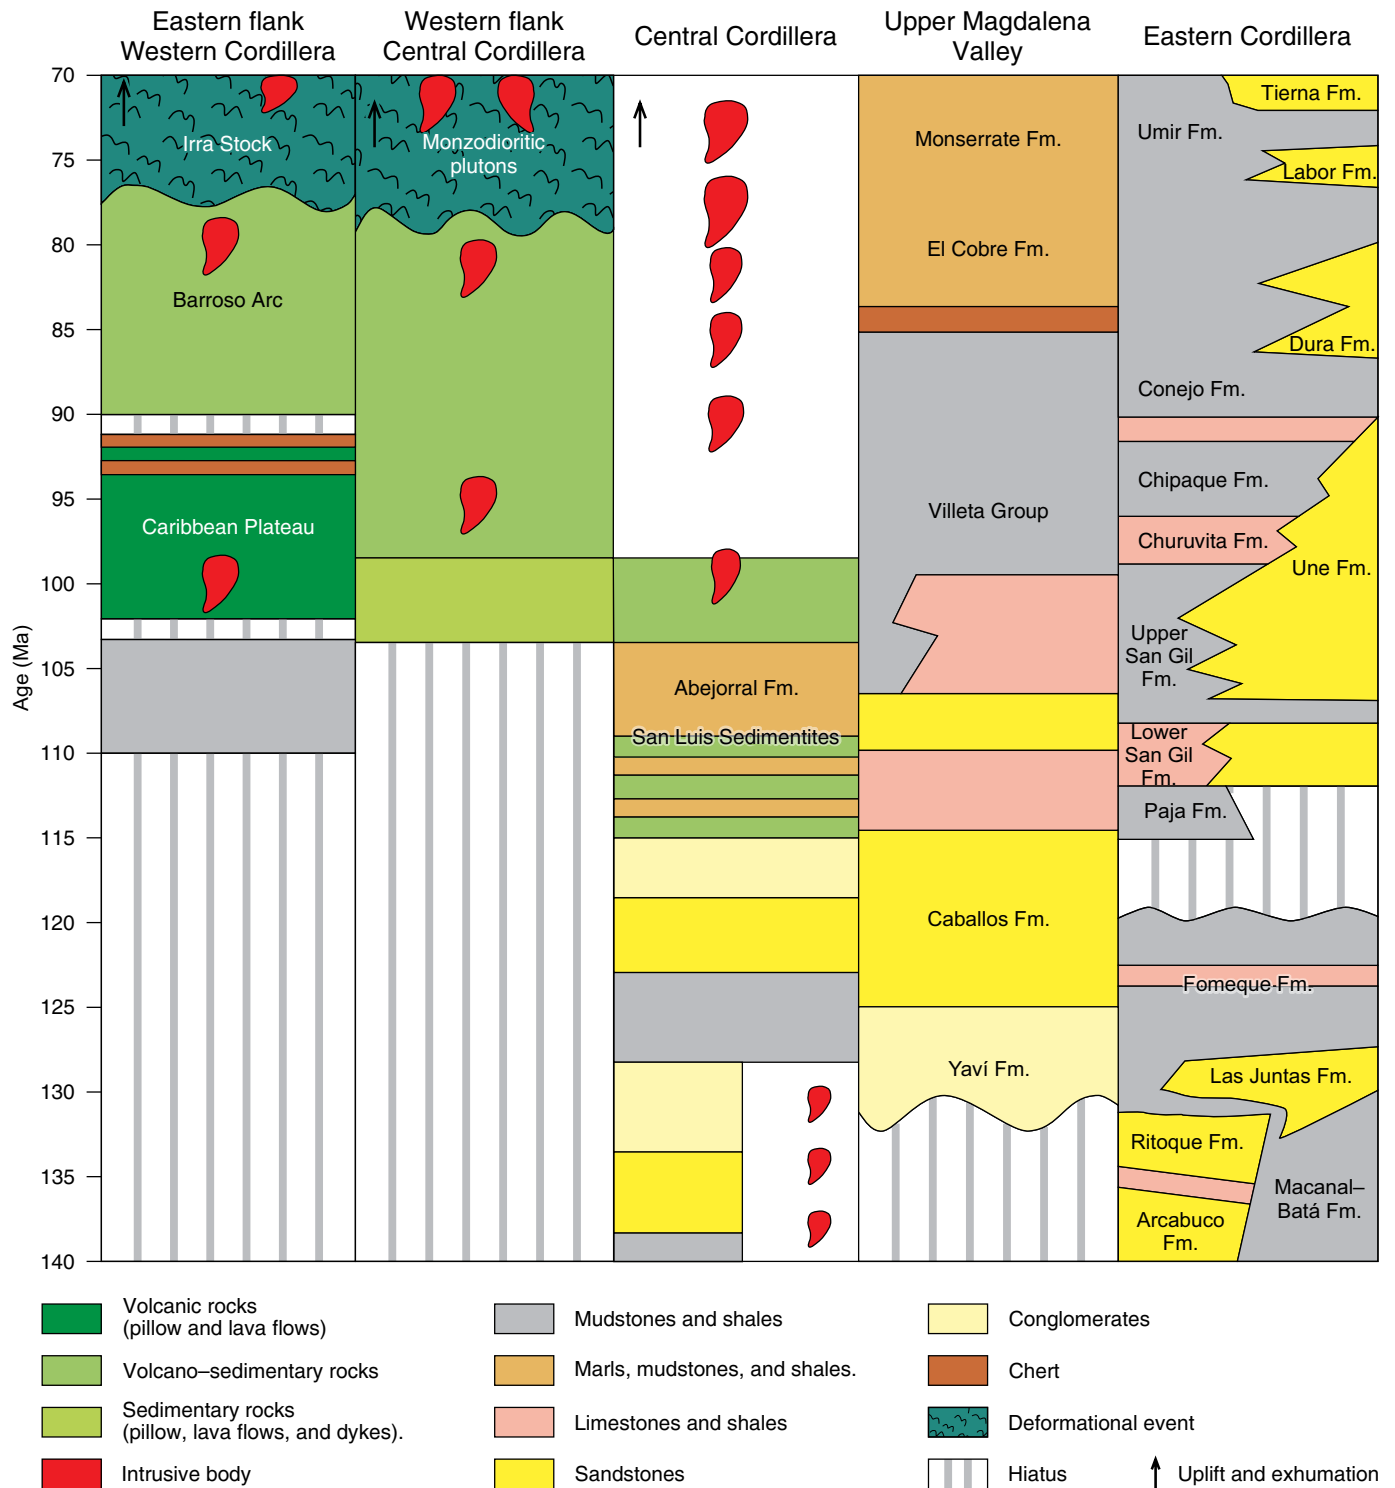 Eastern flank
Western Cordillera
Western flank
Central Cordillera
Central Cordillera
Upper Magdalena
Valley
Eastern Cordillera
Age (Ma)
70
75
80
85
90
95
100
105
110
115
120
125
130
135
140
Irra Stock
Barroso Arc
Caribbean Plateau
Monzodioritic
plutons
Abejorral Fm.
San Luis Sedimentites
Monserrate Fm.
El Cobre Fm.
Villeta Group
Caballos Fm.
Yaví Fm.
Tierna Fm.
Umir Fm.
Labor Fm.
Dura Fm.
Conejo Fm.
Chipaque Fm.
Churuvita Fm.
Une Fm.
Upper
San Gil
Fm.
Lower
San Gil
Fm.
Paja Fm.
Fomeque Fm.
Las Juntas Fm.
Ritoque Fm.
Macanal–
Batá Fm.
Arcabuco
Fm.
Volcanic rocks
(pillow and lava flows)
Volcano–sedimentary rocks
Sedimentary rocks
(pillow, lava flows, and dykes).
Intrusive body
Mudstones and shales
Marls, mudstones, and shales.
Limestones and shales
Sandstones
Conglomerates
Chert
Deformational event
Hiatus
Uplift and exhumation